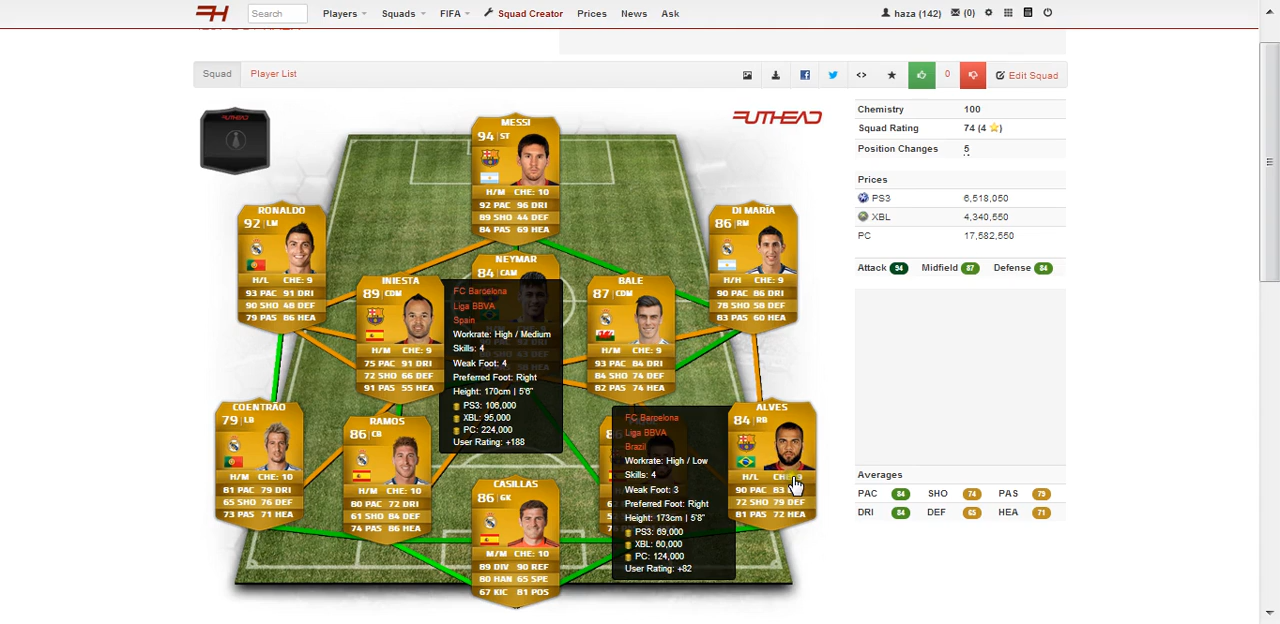 FH Search Players Squads FIFA Squad Creator Prices News Ask haza (142) (0)
Squad Player List 0 Edit Squad
FUTHEAD
FUTHEAD
Chemistry 100
Squad Rating 74 (4 )
Position Changes 5
Prices
PS3 6,518,050
XBL 4,340,550
PC 17,582,550
Attack 94 Midfield 87 Defense 84
Averages
PAC 84 SHO 74 PAS 79
DRI 84 DEF 65 HEA 71
MESSI
94 ST
H/M CHE: 10
92 PAC 96 DRI
89 SHO 44 DEF
84 PAS 69 HEA
RONALDO
92 LM
H/L CHE: 9
93 PAC 91 DRI
90 SHO 48 DEF
79 PAS 86 HEA
DI MARÍA
86 RM
H/H CHE: 9
90 PAC 86 DRI
78 SHO 58 DEF
83 PAS 60 HEA
NEYMAR
84 CAM
INIESTA
89 CDM
H/M CHE: 9
75 PAC 91 DRI
72 SHO 66 DEF
91 PAS 55 HEA
FC Barcelona
Liga BBVA
Spain
Workrate: High / Medium
Skills: 4
Weak Foot: 4
Preferred Foot: Right
Height: 170cm | 5'6"
PS3: 106,000
XBL: 95,000
PC: 224,000
User Rating: +188
BALE
87 CDM
H/M CHE: 9
93 PAC 84 DRI
84 SHO 74 DEF
82 PAS 74 HEA
COENTRÃO
79 LB
H/M CHE: 10
81 PAC 79 DRI
65 SHO 76 DEF
73 PAS 71 HEA
RAMOS
86 CB
H/M CHE: 10
80 PAC 72 DRI
61 SHO 84 DEF
74 PAS 86 HEA
CASILLAS
86 GK
M/M CHE: 10
89 DIV 90 REF
80 HAN 65 SPE
67 KIC 81 POS
FC Barcelona
Liga BBVA
Brazil
Workrate: High / Low
Skills: 4
Weak Foot: 3
Preferred Foot: Right
Height: 173cm | 5'8"
PS3: 69,000
XBL: 60,000
PC: 124,000
User Rating: +82
ALVES
84 RB
H/L
90 PAC
72 SHO 79 DEF
81 PAS 72 HEA